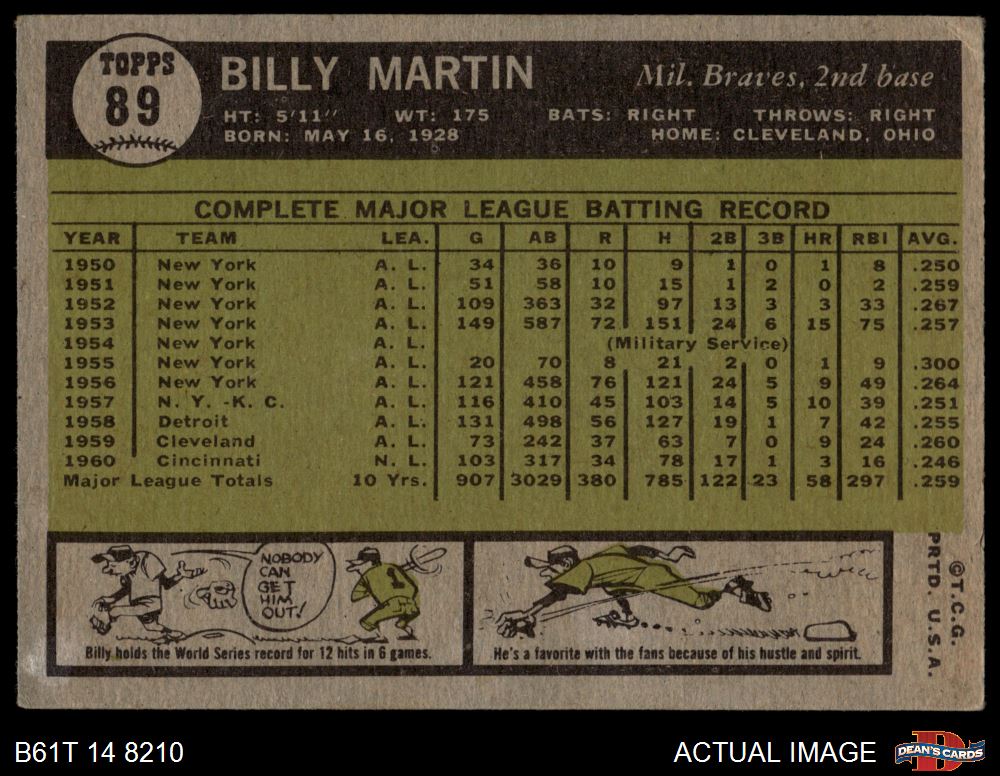 TOPPS
89
BILLY MARTIN
Mil. Braves, 2nd base
HT: 5'11" WT: 175 BATS: RIGHT THROWS: RIGHT
BORN: MAY 16, 1928 HOME: CLEVELAND, OHIO
COMPLETE MAJOR LEAGUE BATTING RECORD
YEAR TEAM LEA. G AB R H 2B 3B HR RBI AVG.
1950 New York A. L. 34 36 10 9 1 0 1 8 .250
1951 New York A. L. 51 58 10 15 1 2 0 2 .259
1952 New York A. L. 109 363 32 97 13 3 3 33 .267
1953 New York A. L. 149 587 72 151 24 6 15 75 .257
1954 New York A. L. (Military Service)
1955 New York A. L. 20 70 8 21 2 0 1 9 .300
1956 New York A. L. 121 458 76 121 24 5 9 49 .264
1957 N. Y. -K. C. A. L. 116 410 45 103 14 5 10 39 .251
1958 Detroit A. L. 131 498 56 127 19 1 7 42 .255
1959 Cleveland A. L. 73 242 37 63 7 0 9 24 .260
1960 Cincinnati N. L. 103 317 34 78 17 1 3 16 .246
Major League Totals 10 Yrs. 907 3029 380 785 122 23 58 297 .259
NOBODY
CAN
GET
HIM
OUT!
1
Billy holds the World Series record for 12 hits in 6 games.
He's a favorite with the fans because of his hustle and spirit.
©T.C.G.
PRTD. U.S.A.
B61T 14 8210
ACTUAL IMAGE
DEAN'S CARDS